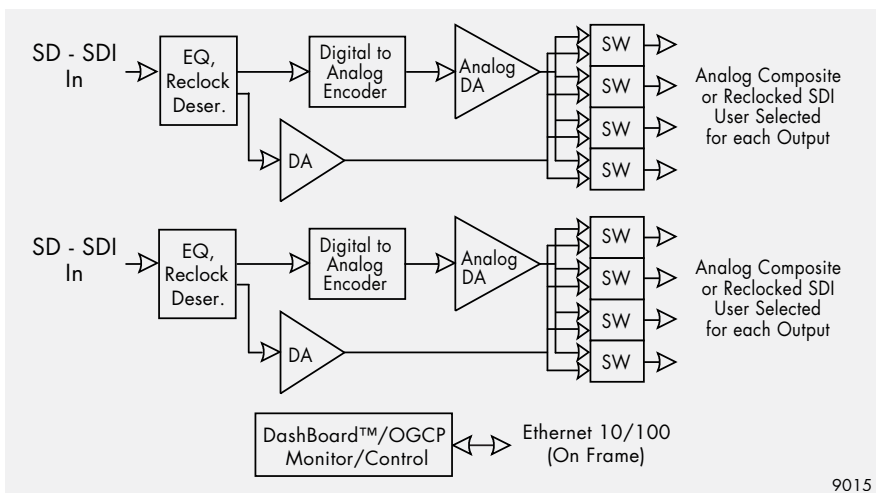 SD - SDI
In
EQ,
Reclock
Deser.
Digital to
Analog
Encoder
Analog
DA
DA
SW
SW
SW
SW
Analog Composite
or Reclocked SDI
User Selected
for each Output
SD - SDI
In
EQ,
Reclock
Deser.
Digital to
Analog
Encoder
Analog
DA
DA
SW
SW
SW
SW
Analog Composite
or Reclocked SDI
User Selected
for each Output
DashBoard™/OGCP
Monitor/Control
Ethernet 10/100
(On Frame)
9015